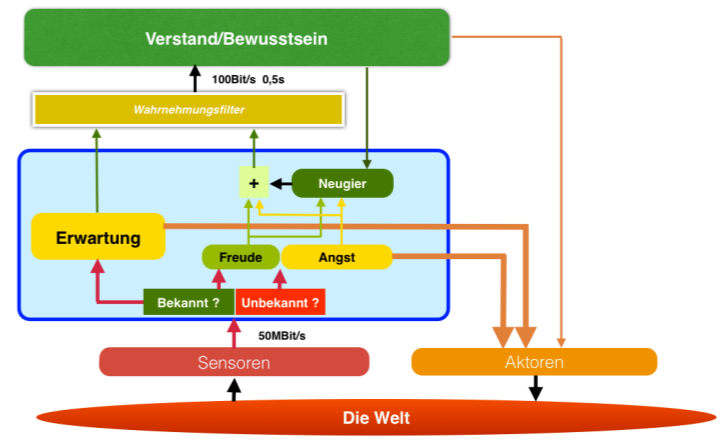 Verstand/Bewusstsein
100Bit/s 0,5s
Wahrnehmungsfilter
+
Neugier
Erwartung
Freude
Angst
Bekannt ?
Unbekannt ?
50MBit/s
Sensoren
Aktoren
Die Welt